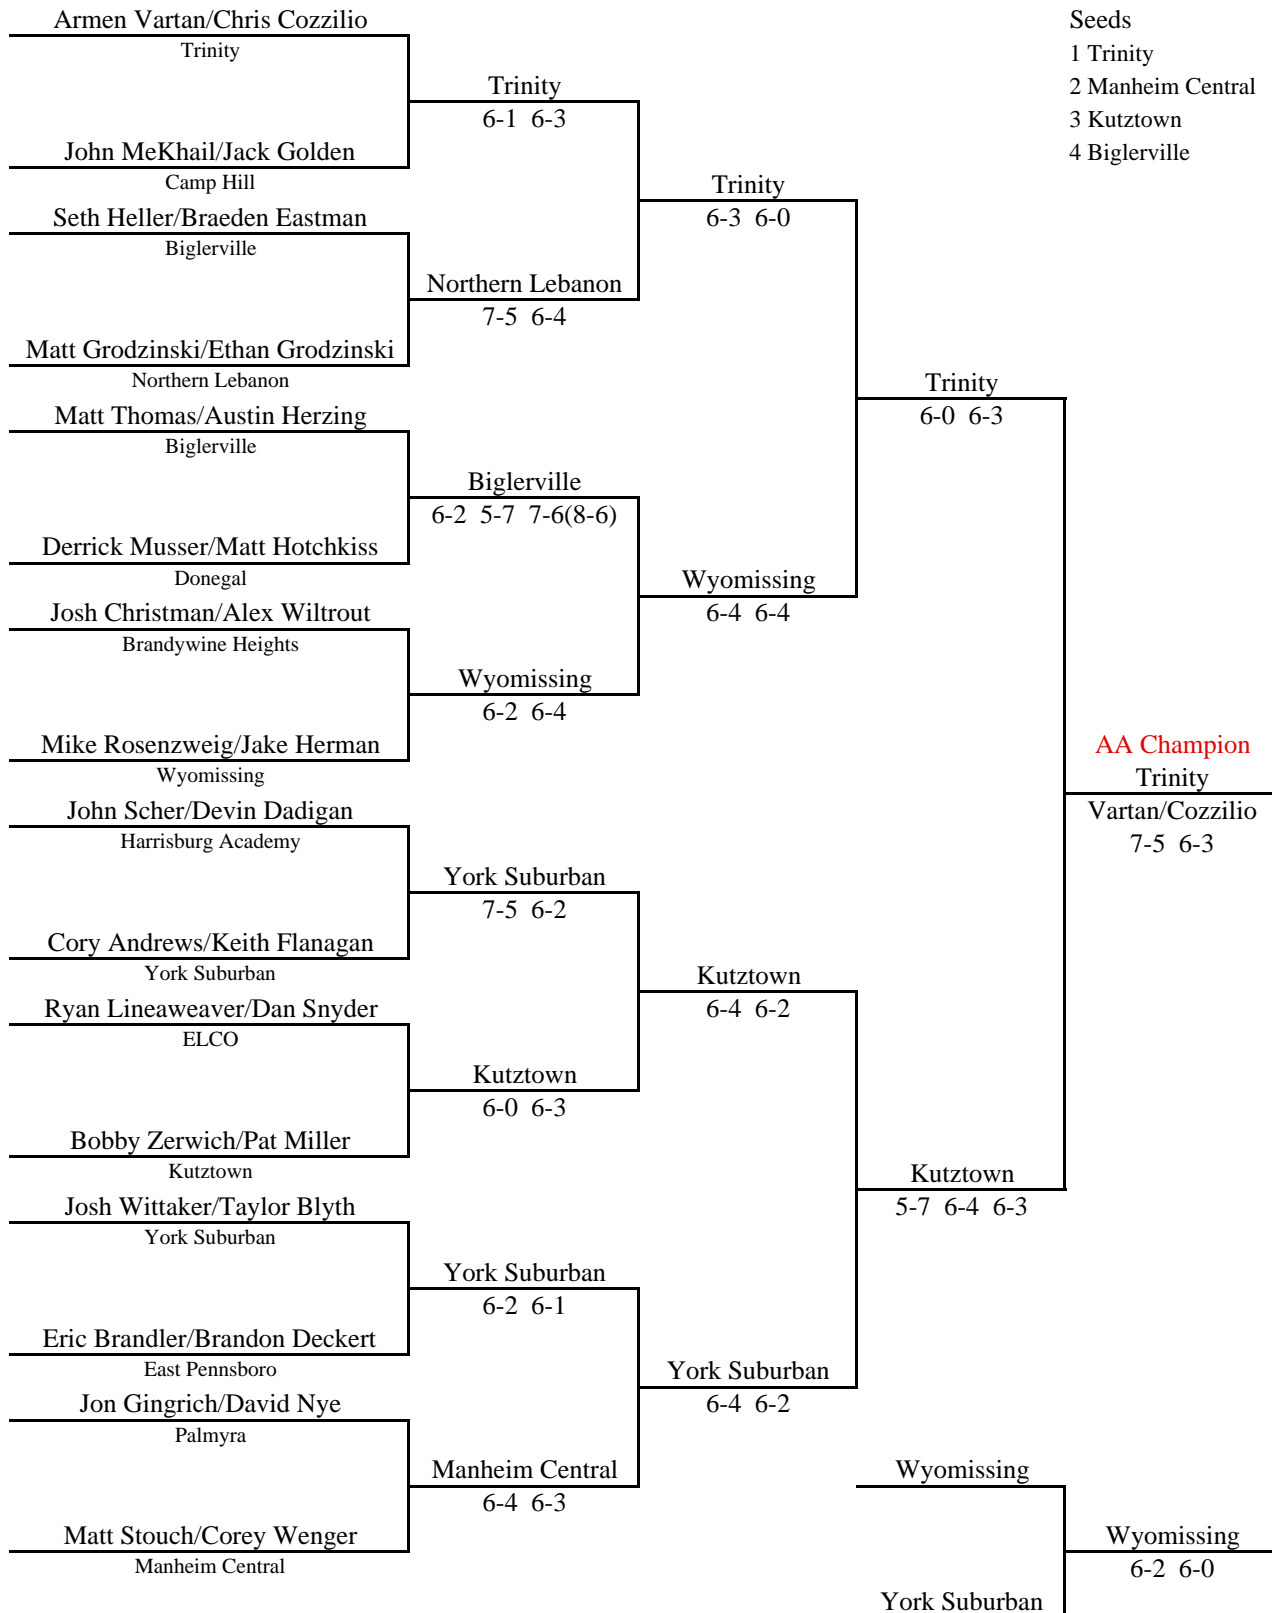 Armen Vartan/Chris Cozzilio
Trinity
John MeKhail/Jack Golden
Camp Hill
Seth Heller/Braeden Eastman
Biglerville
Matt Grodzinski/Ethan Grodzinski
Northern Lebanon
Matt Thomas/Austin Herzing
Biglerville
Derrick Musser/Matt Hotchkiss
Donegal
Josh Christman/Alex Wiltrout
Brandywine Heights
Mike Rosenzweig/Jake Herman
Wyomissing
John Scher/Devin Dadigan
Harrisburg Academy
Cory Andrews/Keith Flanagan
York Suburban
Ryan Lineaweaver/Dan Snyder
ELCO
Bobby Zerwich/Pat Miller
Kutztown
Josh Wittaker/Taylor Blyth
York Suburban
Eric Brandler/Brandon Deckert
East Pennsboro
Jon Gingrich/David Nye
Palmyra
Matt Stouch/Corey Wenger
Manheim Central
Trinity
6-1 6-3
Northern Lebanon
7-5 6-4
Biglerville
6-2 5-7 7-6(8-6)
Wyomissing
6-2 6-4
York Suburban
7-5 6-2
Kutztown
6-0 6-3
York Suburban
6-2 6-1
Manheim Central
6-4 6-3
Trinity
6-3 6-0
Wyomissing
6-4 6-4
Kutztown
6-4 6-2
York Suburban
6-4 6-2
Trinity
6-0 6-3
Kutztown
5-7 6-4 6-3
Wyomissing
York Suburban
Seeds
1 Trinity
2 Manheim Central
3 Kutztown
4 Biglerville
AA Champion
Trinity
Vartan/Cozzilio
7-5 6-3
Wyomissing
6-2 6-0